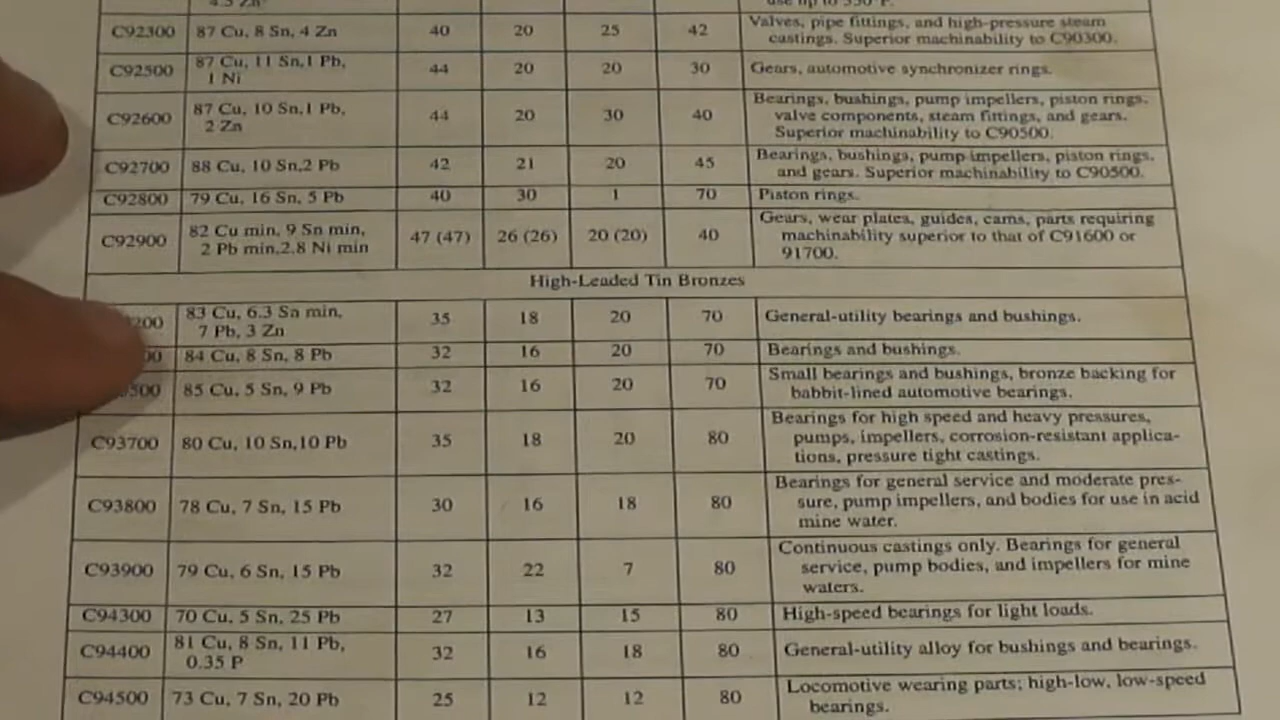 4.5 Zn
C92300 87 Cu, 8 Sn, 4 Zn 40 20 25 42 Valves, pipe fittings, and high-pressure steam
castings. Superior machinability to C90300.
C92500 87 Cu, 11 Sn,1 Pb, 44 20 20 30 Gears, automotive synchronizer rings.
1 Ni
C92600 87 Cu, 10 Sn,1 Pb, 44 20 30 40 Bearings, bushings, pump impellers, piston rings,
2 Zn valve components, steam fittings, and gears.
Superior machinability to C90500.
C92700 88 Cu, 10 Sn,2 Pb 42 21 20 45 Bearings, bushings, pump impellers, piston rings,
and gears. Superior machinability to C90500.
C92800 79 Cu, 16 Sn, 5 Pb 40 30 1 70 Piston rings.
C92900 82 Cu min, 9 Sn min, 47 (47) 26 (26) 20 (20) 40 Gears, wear plates, guides, cams, parts requiring
2 Pb min,2.8 Ni min machinability superior to that of C91600 or
91700.
High-Leaded Tin Bronzes
200 83 Cu, 6.3 Sn min, 35 18 20 70 General-utility bearings and bushings.
7 Pb, 3 Zn
00 84 Cu, 8 Sn, 8 Pb 32 16 20 70 Bearings and bushings.
500 85 Cu, 5 Sn, 9 Pb 32 16 20 70 Small bearings and bushings, bronze backing for
babbit-lined automotive bearings.
C93700 80 Cu, 10 Sn,10 Pb 35 18 20 80 Bearings for high speed and heavy pressures,
pumps, impellers, corrosion-resistant applica-
tions, pressure tight castings.
C93800 78 Cu, 7 Sn, 15 Pb 30 16 18 80 Bearings for general service and moderate pres-
sure, pump impellers, and bodies for use in acid
mine water.
C93900 79 Cu, 6 Sn, 15 Pb 32 22 7 80 Continuous castings only. Bearings for general
service, pump bodies, and impellers for mine
waters.
C94300 70 Cu, 5 Sn, 25 Pb 27 13 15 80 High-speed bearings for light loads.
C94400 81 Cu, 8 Sn, 11 Pb, 32 16 18 80 General-utility alloy for bushings and bearings.
0.35 P
C94500 73 Cu, 7 Sn, 20 Pb 25 12 12 80 Locomotive wearing parts; high-low, low-speed
bearings.